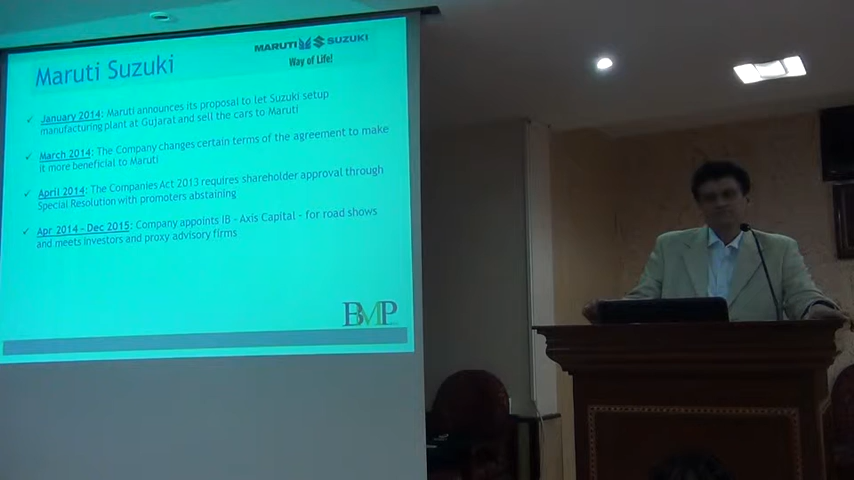 Maruti Suzuki
MARUTI SUZUKI
Way of Life!
✓ January 2014: Maruti announces its proposal to let Suzuki setup
manufacturing plant at Gujarat and sell the cars to Maruti
✓ March 2014: The Company changes certain terms of the agreement to make
it more beneficial to Maruti
✓ April 2014: The Companies Act 2013 requires shareholder approval through
Special Resolution with promoters abstaining
✓ Apr 2014 - Dec 2015: Company appoints IB - Axis Capital - for road shows
and meets investors and proxy advisory firms
BMP